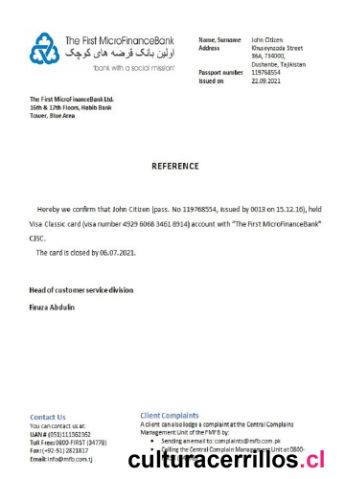 The First MicroFinanceBank
اولین بانک قرضه های کوچک
'bank with a social mission'
Name, Surname John Citizen
Address Khuseynzoda Street
36A, 734000,
Dushanbe, Tajikistan
Passport number 119768554
Issued on 22.09.2021
The First MicroFinanceBank Ltd.
16th & 17th Floors, Habib Bank
Tower, Blue Area
REFERENCE
Hereby we confirm that John Citizen (pass. No 119768554, issued by 0013 on 15.12.16), held
Visa Classic card (visa number 4929 6068 3461 8914) account with "The First MicroFinanceBank"
CJSC.
The card is closed by 06.07.2021.
Head of customer service division
Firuza Abdulin
Contact Us
You can contact us at:
UAN # (051) 111 362 362
Toll Free: 0800-FIRST (34778)
Fax: (+92-51) 2821817
Email: info@mfb.com.tj
Client Complaints
A client can also lodge a complaint at the Central Complains
Management Unit of the FMFB by:
• Sending an email to: complaints@mfb.com.pk
• Calling the Central Complain Management Unit at: 0800-
culturacerrillos.cl